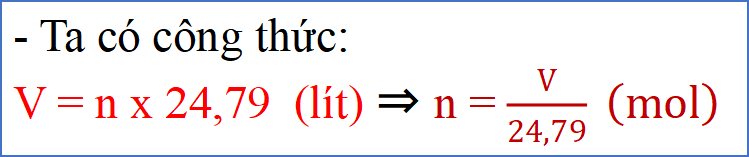 - Ta có công thức:
V = n x 24,79 (lít) ⇒ n = V/24,79 (mol)